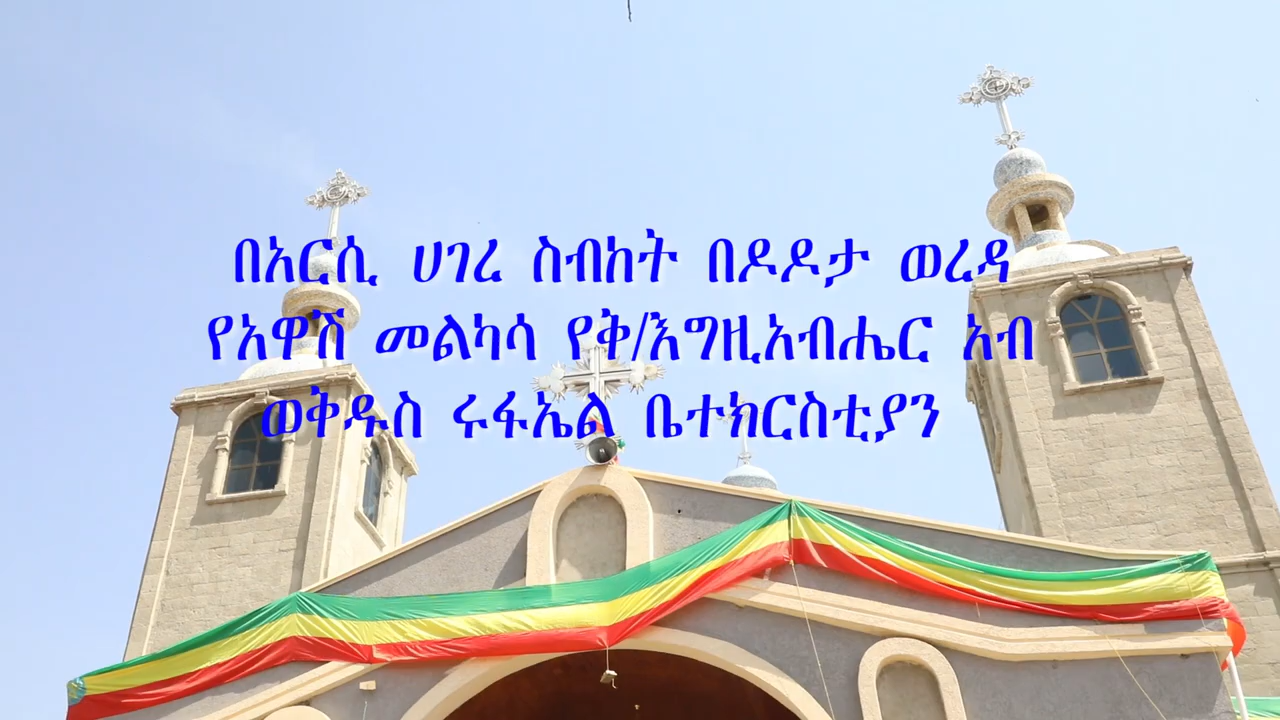 በአርሲ ሀገረ ስብከት በዶዶታ ወረዳ
የአዋሽ መልካሳ የቅ/እግዚአብሔር አብ
ወቅዱስ ሩፋኤል ቤተክርስቲያን